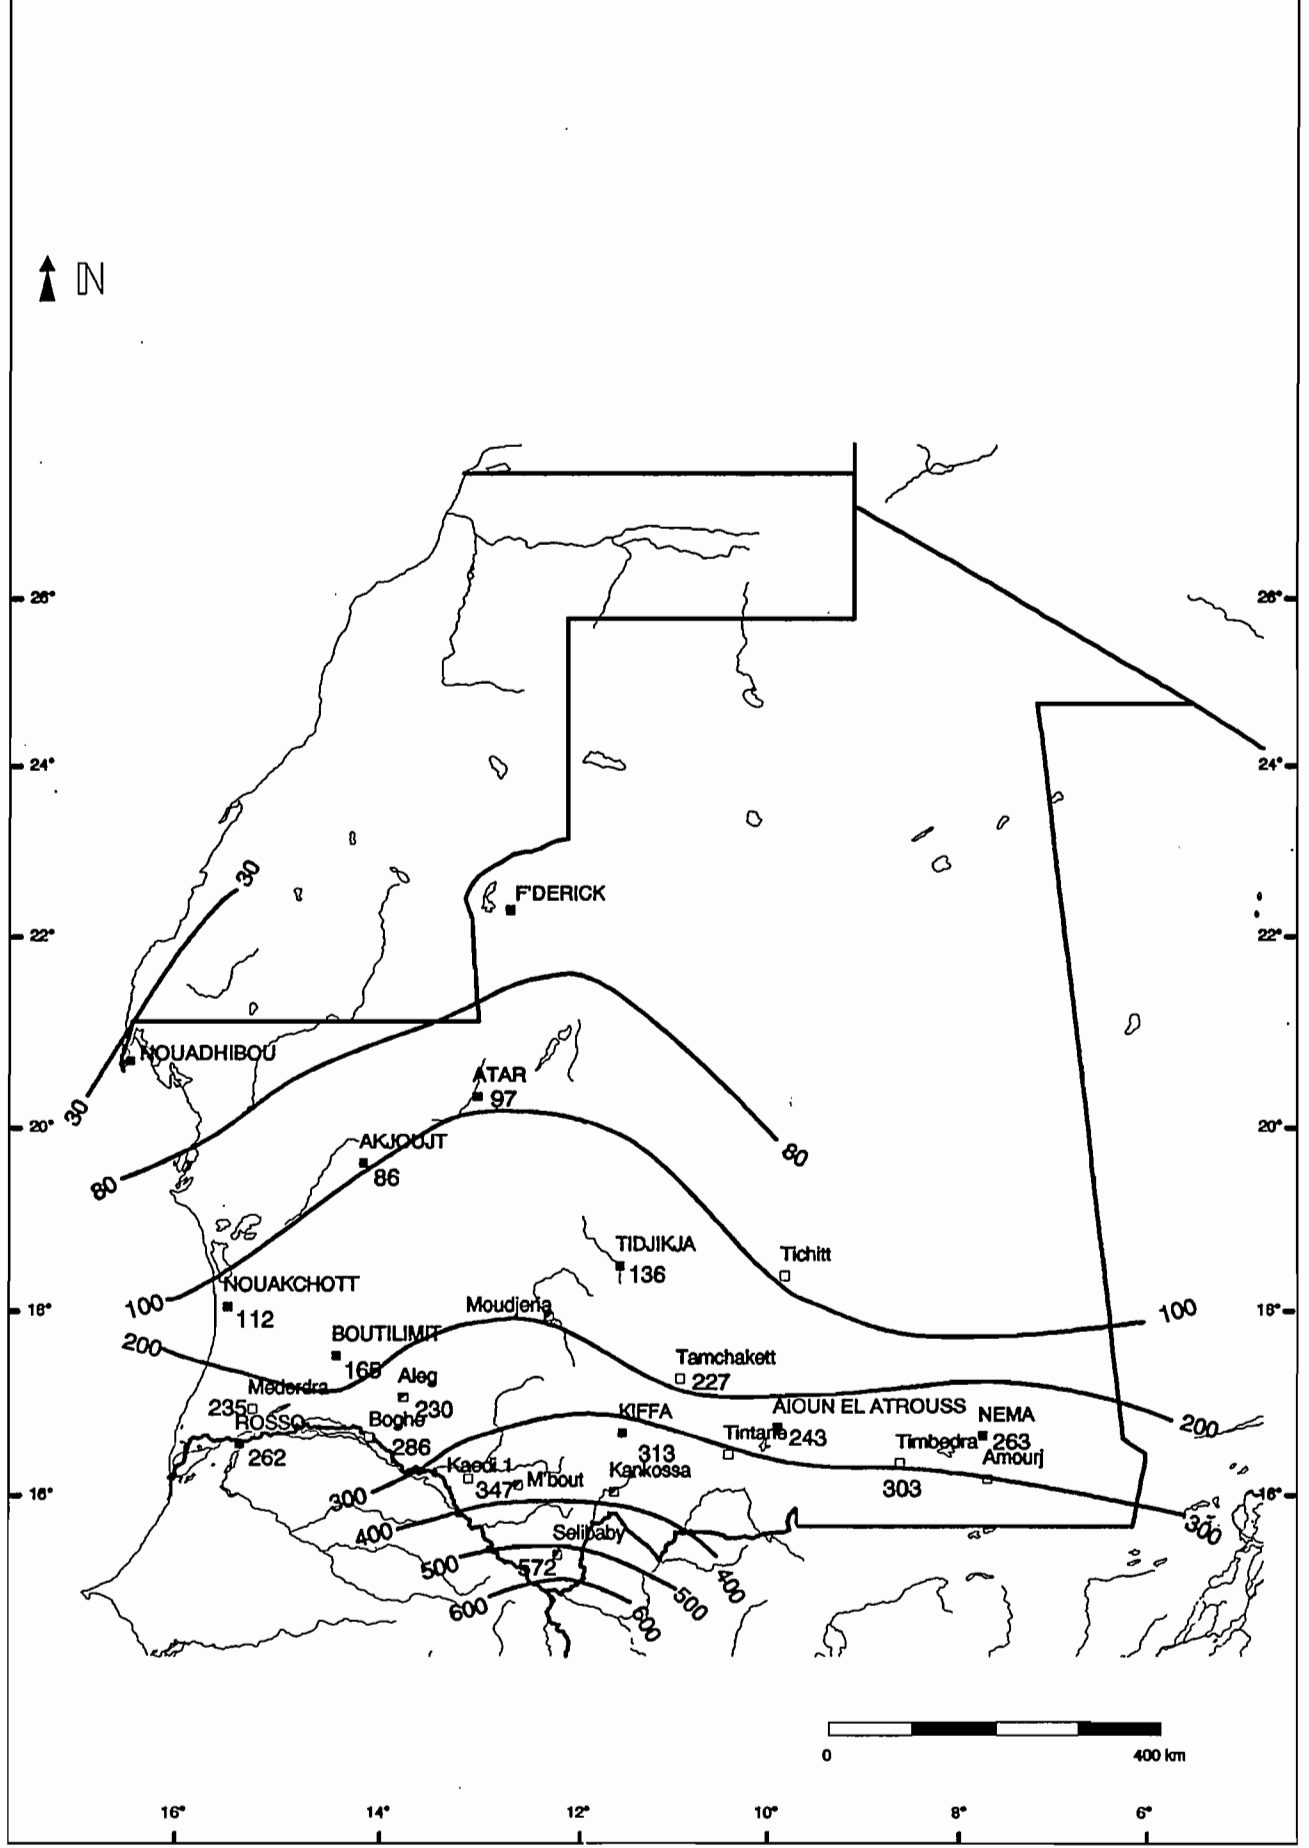 N
26°
26°
24°
24°
30
F'DERICK
22°
22°
NOUADHIBOU
ATAR
97
30
20°
20°
AKJOUJT
86
80
80
TIDJIKJA
136
Tichitt
NOUAKCHOTT
112
100
100
18°
18°
Moudjeria
BOUTILIMIT
165
200
Tamchakett
227
Aleg
230
Mederdra
235
ROSSO
262
Boghe
286
KIFFA
313
AIOUN EL ATROUSS
243
Tintane
NEMA
263
200
Timbedra
303
Amourj
Kaedi 1
347
M'bout
Kankossa
16°
16°
300
300
400
Selibaby
572
500
600
400
500
600
0
400 km
16°
14°
12°
10°
8°
6°